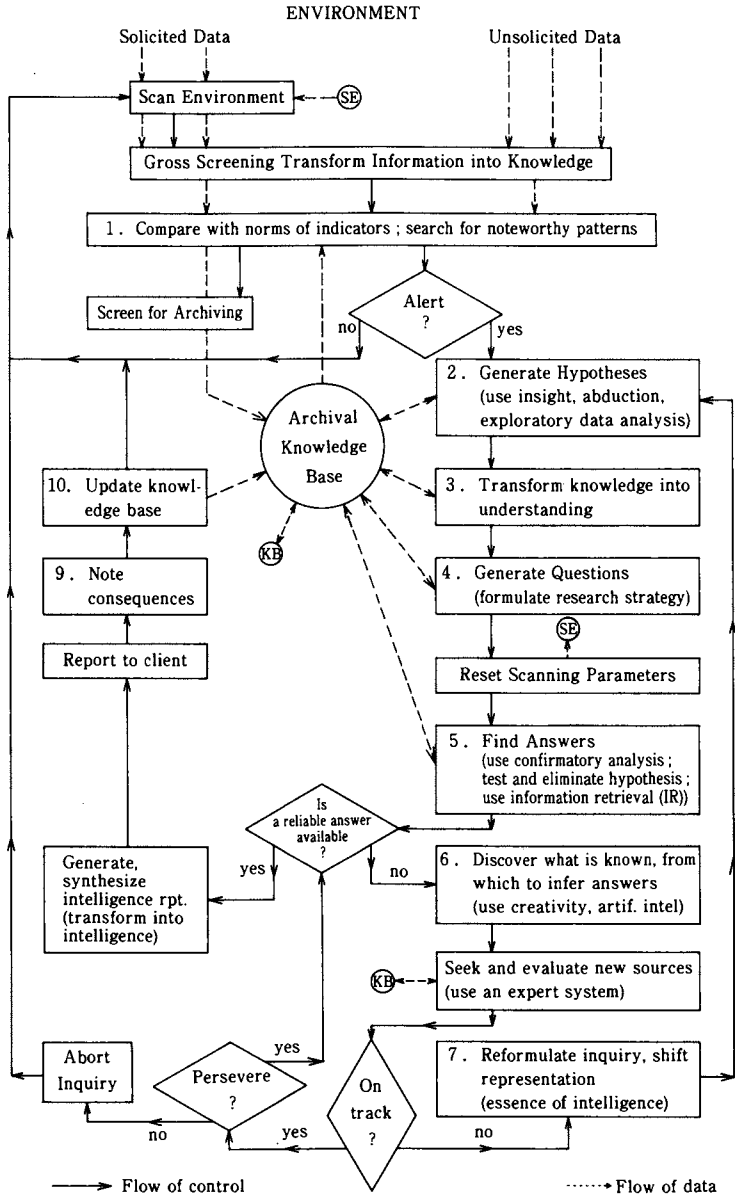 ENVIRONMENT
Solicited Data
Unsolicited Data
Scan Environment
SE
Gross Screening Transform Information into Knowledge
1. Compare with norms of indicators ; search for noteworthy patterns
Screen for Archiving
Alert
?
no
yes
2. Generate Hypotheses
(use insight, abduction,
exploratory data analysis)
Archival
Knowledge
Base
10. Update knowl-
edge base
3. Transform knowledge into
understanding
KB
9. Note
consequences
4. Generate Questions
(formulate research strategy)
SE
Report to client
Reset Scanning Parameters
5. Find Answers
(use confirmatory analysis ;
test and eliminate hypothesis ;
use information retrieval (IR))
Is
a reliable answer
available
?
yes
no
Generate,
synthesize
intelligence rpt.
(transform into
intelligence)
6. Discover what is known, from
which to infer answers
(use creativity, artif. intel)
KB
Seek and evaluate new sources
(use an expert system)
Abort
Inquiry
Persevere
?
yes
no
On
track
?
yes
no
7. Reformulate inquiry, shift
representation
(essence of intelligence)
Flow of control
Flow of data